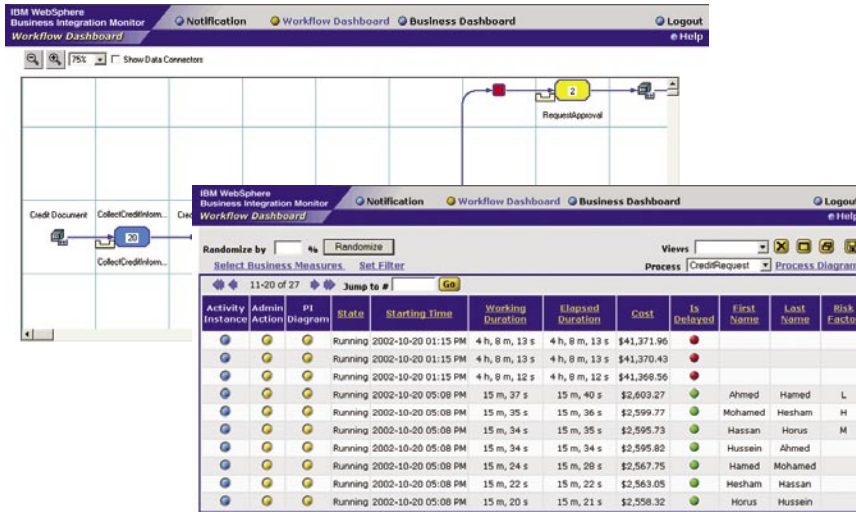 IBM WebSphere
Business Integration Monitor
Notification Workflow Dashboard Business Dashboard Logout
Workflow Dashboard Help
75% Show Data Connectors
2
RequestApproval
Credit Document CollectCreditInform...
20
CollectCreditInform...
IBM WebSphere
Business Integration Monitor
Notification Workflow Dashboard Business Dashboard Logout
Workflow Dashboard Help
Randomize by % Randomize Views
Select Business Measures Set Filter Process CreditRequest Process Diagram
11-20 of 27 Jump to # Go
Activity Instance Admin Action PI Diagram State Starting Time Working Duration Elapsed Duration Cost Is Delayed First Name Last Name Risk Facto
Running 2002-10-20 01:15 PM 4 h, 8 m, 13 s 4 h, 8 m, 13 s $41,371.96
Running 2002-10-20 01:15 PM 4 h, 8 m, 13 s 4 h, 8 m, 13 s $41,370.43
Running 2002-10-20 01:15 PM 4 h, 8 m, 12 s 4 h, 8 m, 12 s $41,368.56
Running 2002-10-20 05:08 PM 15 m, 37 s 15 m, 40 s $2,603.27 Ahmed Hamed L
Running 2002-10-20 05:08 PM 15 m, 35 s 15 m, 36 s $2,599.77 Mohamed Hesham H
Running 2002-10-20 05:08 PM 15 m, 34 s 15 m, 35 s $2,595.73 Hassan Horus M
Running 2002-10-20 05:08 PM 15 m, 34 s 15 m, 34 s $2,595.82 Hussein Ahmed
Running 2002-10-20 05:08 PM 15 m, 24 s 15 m, 28 s $2,567.75 Hamed Mohamed
Running 2002-10-20 05:08 PM 15 m, 22 s 15 m, 22 s $2,563.05 Hesham Hassan
Running 2002-10-20 05:08 PM 15 m, 20 s 15 m, 21 s $2,558.32 Horus Hussein